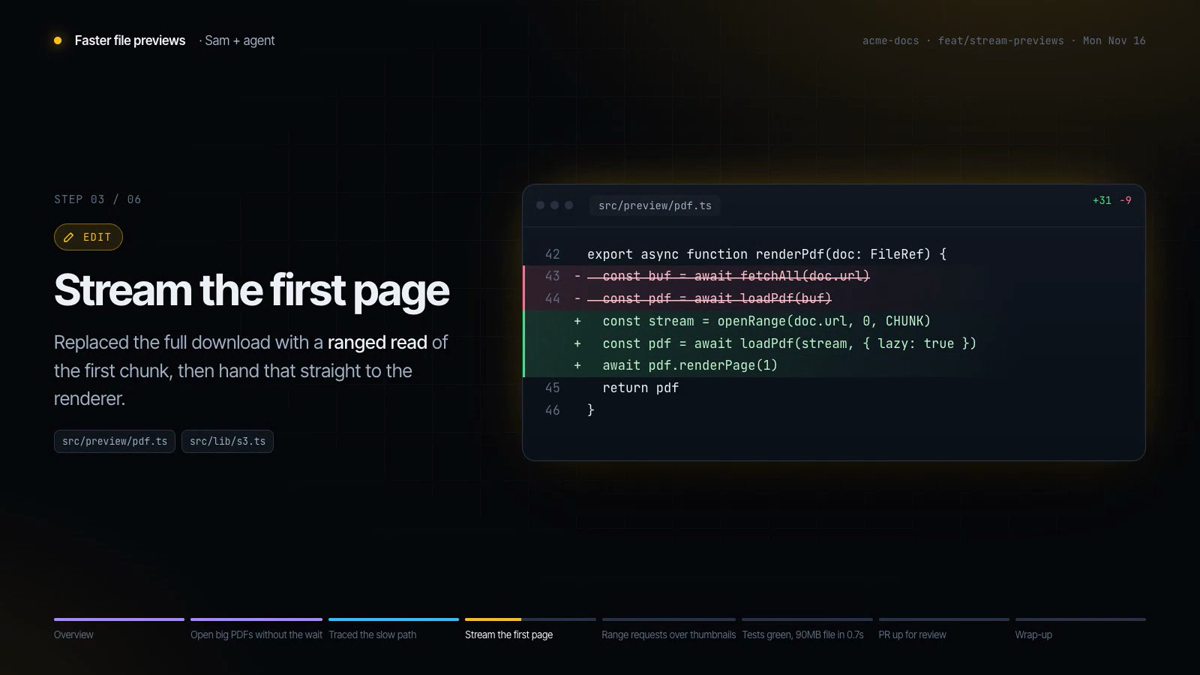 Faster file previews · Sam + agent
acme-docs · feat/stream-previews · Mon Nov 16
STEP 03 / 06
EDIT
Stream the first page
Replaced the full download with a ranged read of
the first chunk, then hand that straight to the
renderer.
src/preview/pdf.ts src/lib/s3.ts
src/preview/pdf.ts
+31 -9
42 export async function renderPdf(doc: FileRef) {
43 - const buf = await fetchAll(doc.url)
44 - const pdf = await loadPdf(buf)
+ const stream = openRange(doc.url, 0, CHUNK)
+ const pdf = await loadPdf(stream, { lazy: true })
+ await pdf.renderPage(1)
45 return pdf
46 }
Overview
Open big PDFs without the wait
Traced the slow path
Stream the first page
Range requests over thumbnails
Tests green, 90MB file in 0.7s
PR up for review
Wrap-up